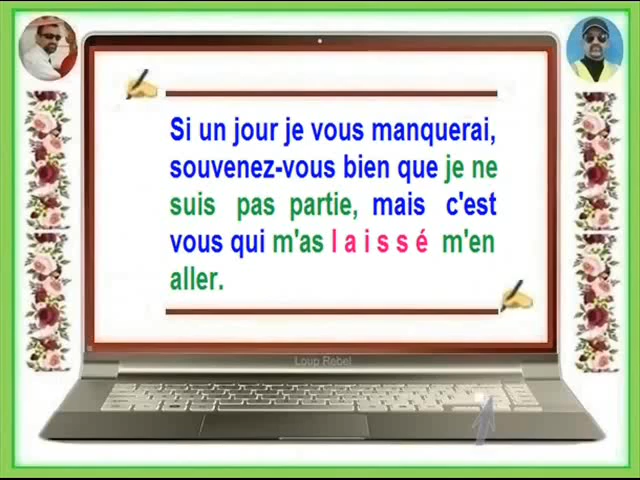 Si un jour je vous manquerai,
souvenez-vous bien que je ne
suis pas partie, mais c'est
vous qui m'as l a i s s é m'en
aller.
Loup Rebel